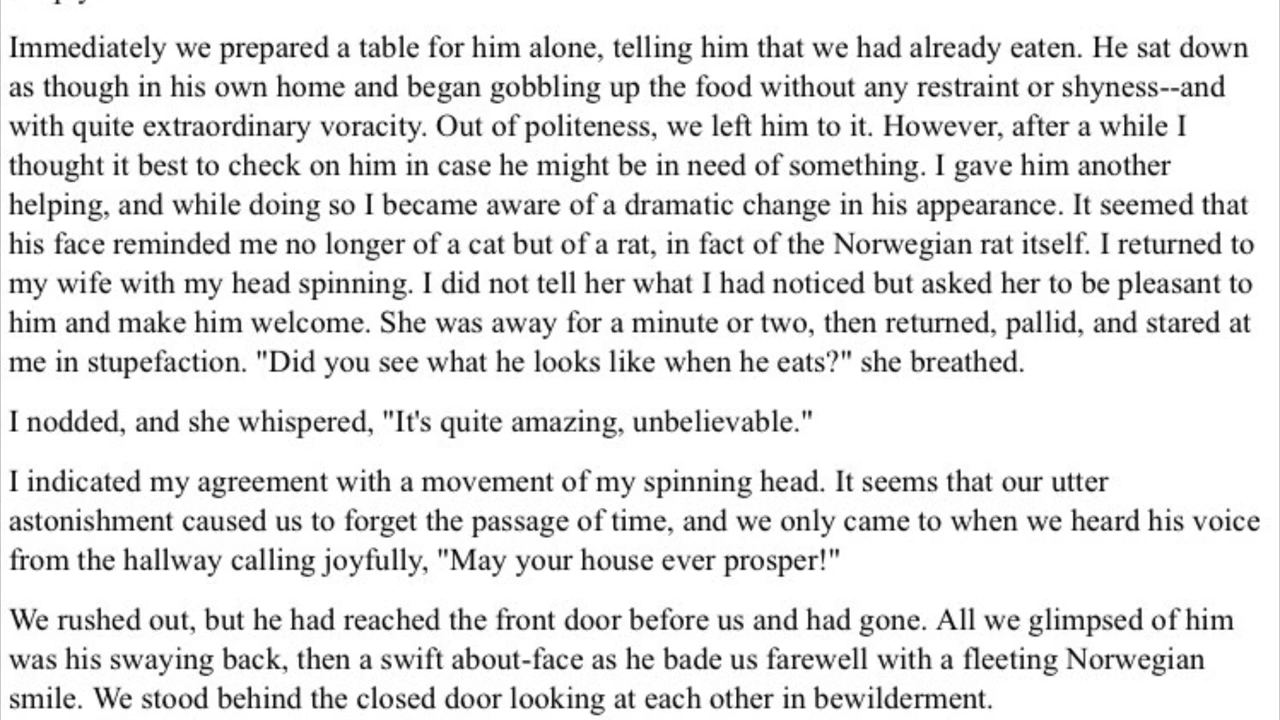 Immediately we prepared a table for him alone, telling him that we had already eaten. He sat down
as though in his own home and began gobbling up the food without any restraint or shyness--and
with quite extraordinary voracity. Out of politeness, we left him to it. However, after a while I
thought it best to check on him in case he might be in need of something. I gave him another
helping, and while doing so I became aware of a dramatic change in his appearance. It seemed that
his face reminded me no longer of a cat but of a rat, in fact of the Norwegian rat itself. I returned to
my wife with my head spinning. I did not tell her what I had noticed but asked her to be pleasant to
him and make him welcome. She was away for a minute or two, then returned, pallid, and stared at
me in stupefaction. "Did you see what he looks like when he eats?" she breathed.
I nodded, and she whispered, "It's quite amazing, unbelievable."
I indicated my agreement with a movement of my spinning head. It seems that our utter
astonishment caused us to forget the passage of time, and we only came to when we heard his voice
from the hallway calling joyfully, "May your house ever prosper!"
We rushed out, but he had reached the front door before us and had gone. All we glimpsed of him
was his swaying back, then a swift about-face as he bade us farewell with a fleeting Norwegian
smile. We stood behind the closed door looking at each other in bewilderment.